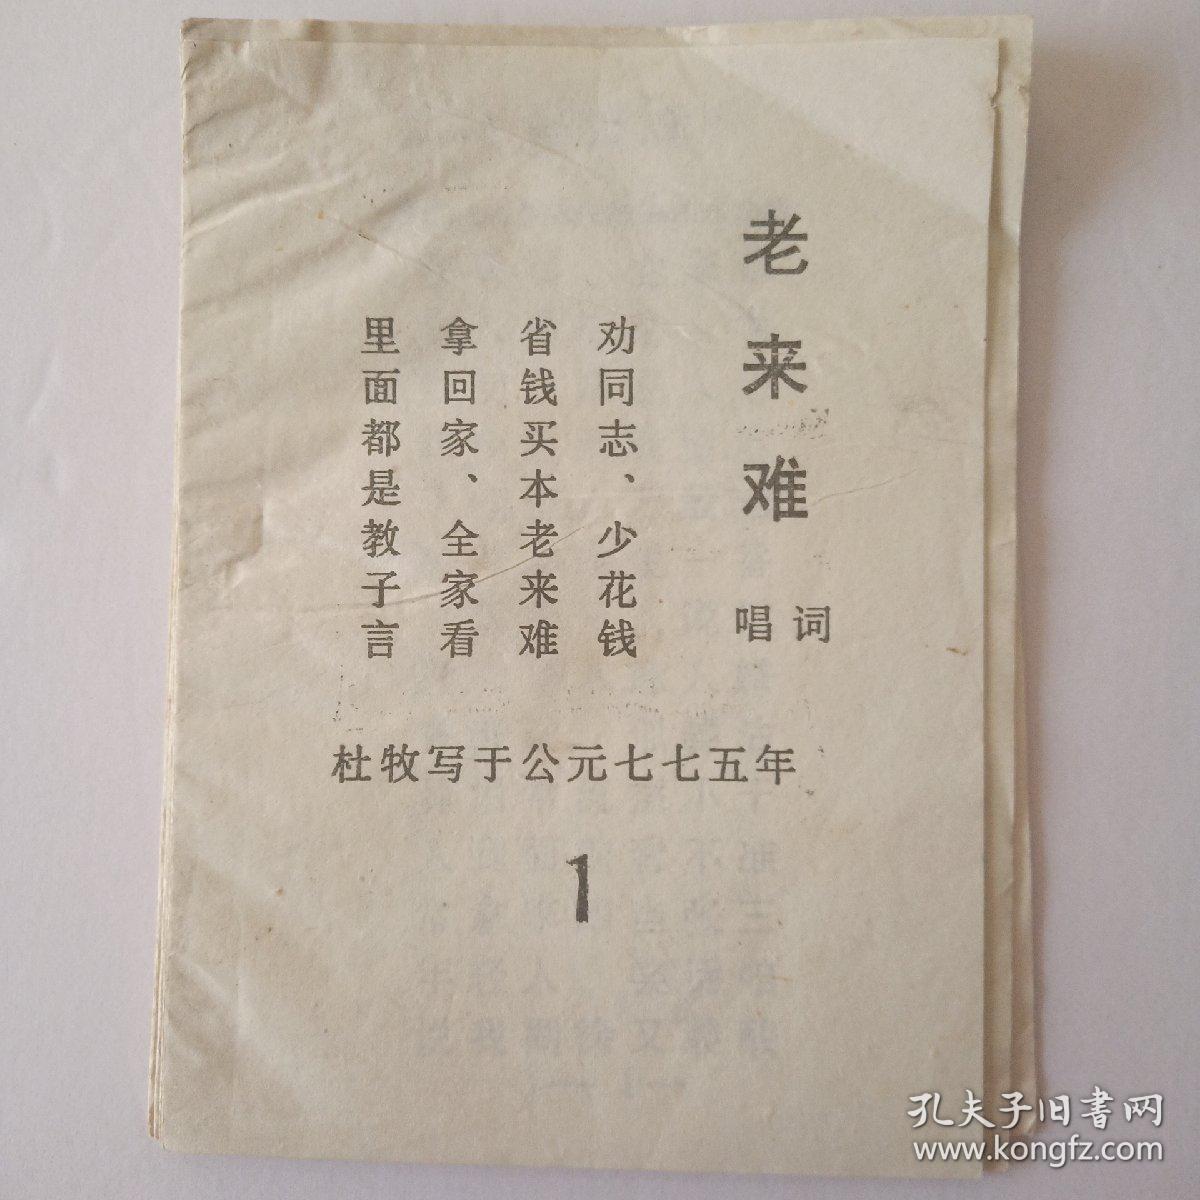 老来难
唱词
劝同志、少花钱
省钱买本老来难
拿回家、全家看
里面都是教子言
杜牧写于公元七七五年
1
孔夫子旧书网
www.kongfz.com